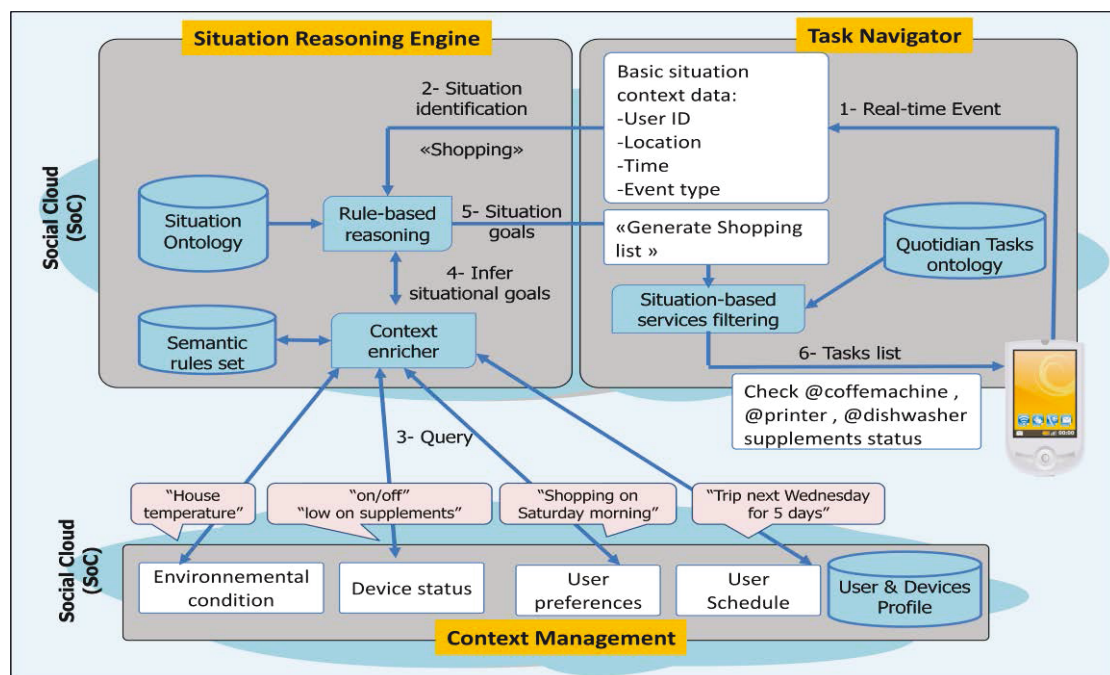 Situation Reasoning Engine
Task Navigator
Social Cloud
(SoC)
2- Situation
identification
«Shopping»
Situation
Ontology
Rule-based
reasoning
5- Situation
goals
4- Infer
situational goals
Semantic
rules set
Context
enricher
Basic situation
context data:
-User ID
-Location
-Time
-Event type
1- Real-time Event
«Generate Shopping
list »
Quotidian Tasks
ontology
Situation-based
services filtering
6- Tasks list
Check @coffemachine ,
@printer , @dishwasher
supplements status
00:00
3- Query
"House
temperature"
"on/off"
"low on supplements"
"Shopping on
Saturday morning"
"Trip next Wednesday
for 5 days"
Social Cloud
(SoC)
Environnemental
condition
Device status
User
preferences
User
Schedule
User & Devices
Profile
Context Management